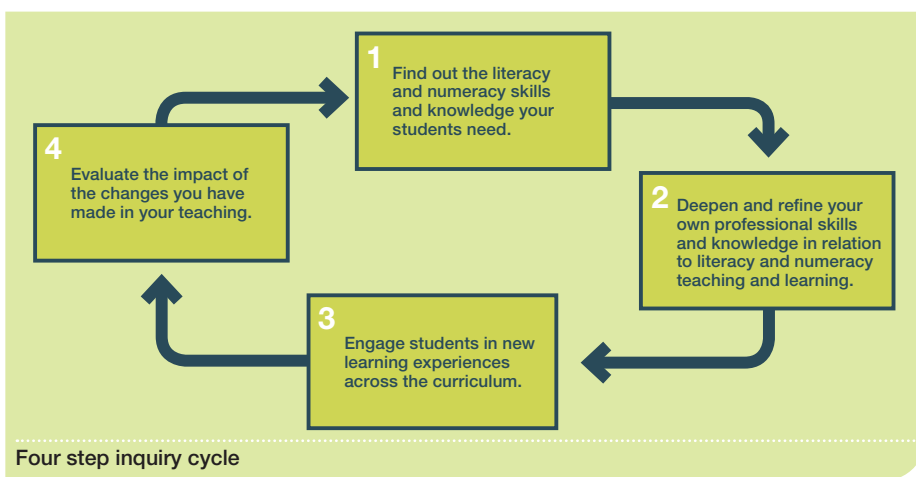 1
Find out the literacy
and numeracy skills
and knowledge your
students need.
2
Deepen and refine your
own professional skills
and knowledge in relation
to literacy and numeracy
teaching and learning.
3
Engage students in new
learning experiences
across the curriculum.
4
Evaluate the impact of
the changes you have
made in your teaching.
Four step inquiry cycle